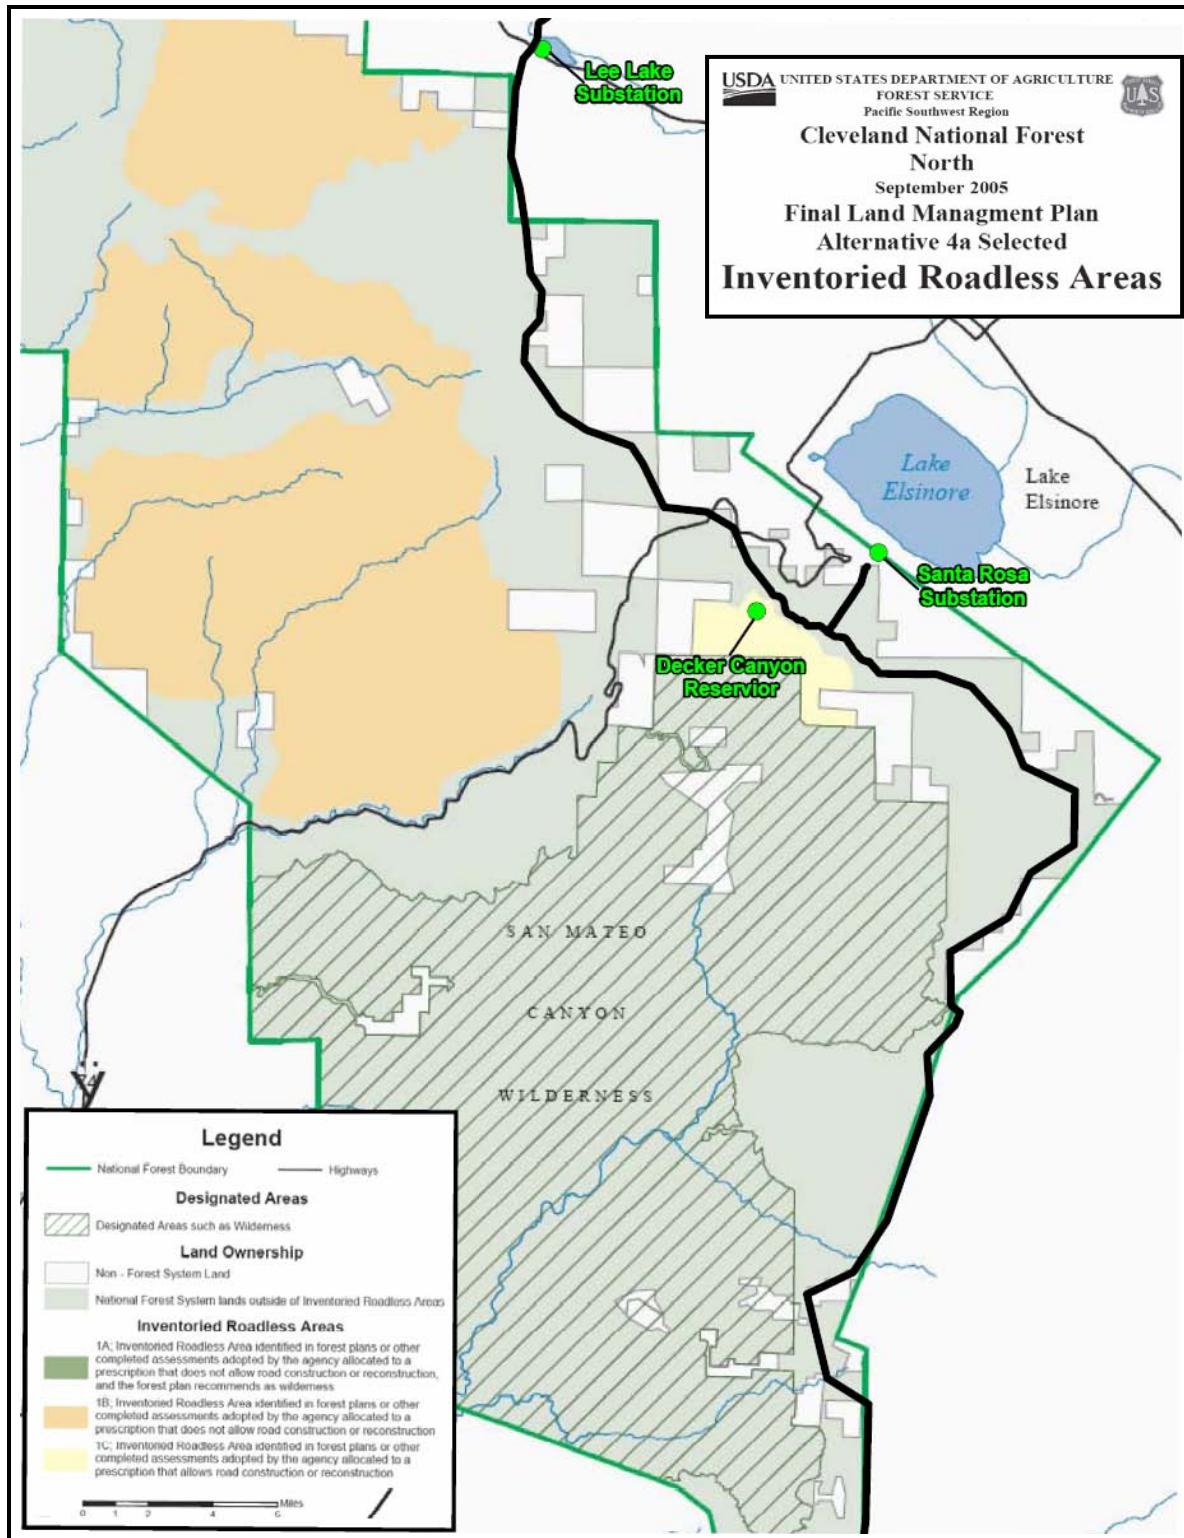 Lee Lake
Substation
USDA
UNITED STATES DEPARTMENT OF AGRICULTURE
FOREST SERVICE
Pacific Southwest Region
UAS
Cleveland National Forest
North
September 2005
Final Land Managment Plan
Alternative 4a Selected
Inventoried Roadless Areas
Lake
Elsinore
Lake
Elsinore
Santa Rosa
Substation
Decker Canyon
Reservior
SAN MATEO
CANYON
WILDERNESS
74
Legend
National Forest Boundary
Highways
Designated Areas
Designated Areas such as Wilderness
Land Ownership
Non - Forest System Land
National Forest System lands outside of Inventoried Roadless Areas
Inventoried Roadless Areas
1A; Inventoried Roadless Area identified in forest plans or other
completed assessments adopted by the agency allocated to a
prescription that does not allow road construction or reconstruction,
and the forest plan recommends as wilderness
1B; Inventoried Roadless Area identified in forest plans or other
completed assessments adopted by the agency allocated to a
prescription that does not allow road construction or reconstruction
1C; Inventoried Roadless Area identified in forest plans or other
completed assessments adopted by the agency allocated to a
prescription that allows road construction or reconstruction
Miles
0 1 2 4 6